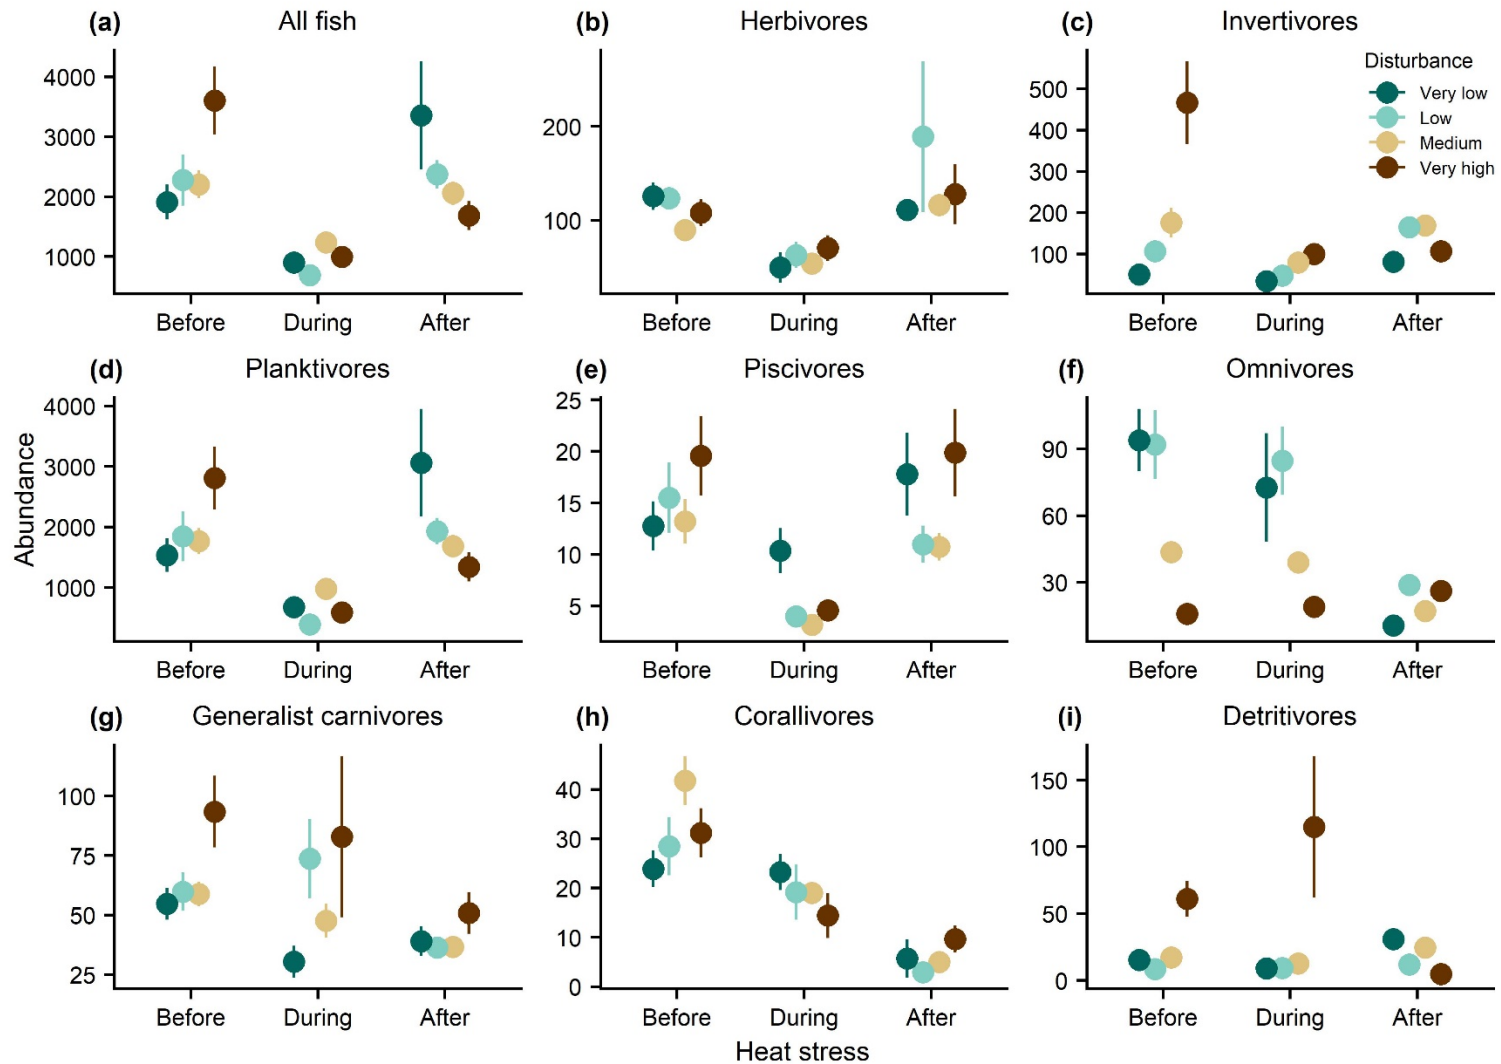 (a) All fish
4000
3000
2000
1000
Before During After
(b) Herbivores
200
100
Before During After
(c) Invertivores
500
400
300
200
100
Before During After
Disturbance
Very low
Low
Medium
Very high
Abundance
(d) Planktivores
4000
3000
2000
1000
Before During After
(e) Piscivores
25
20
15
10
5
Before During After
(f) Omnivores
90
60
30
Before During After
(g) Generalist carnivores
100
75
50
25
Before During After
(h) Corallivores
40
30
20
10
0
Before During After
(i) Detritivores
150
100
50
0
Before During After
Heat stress